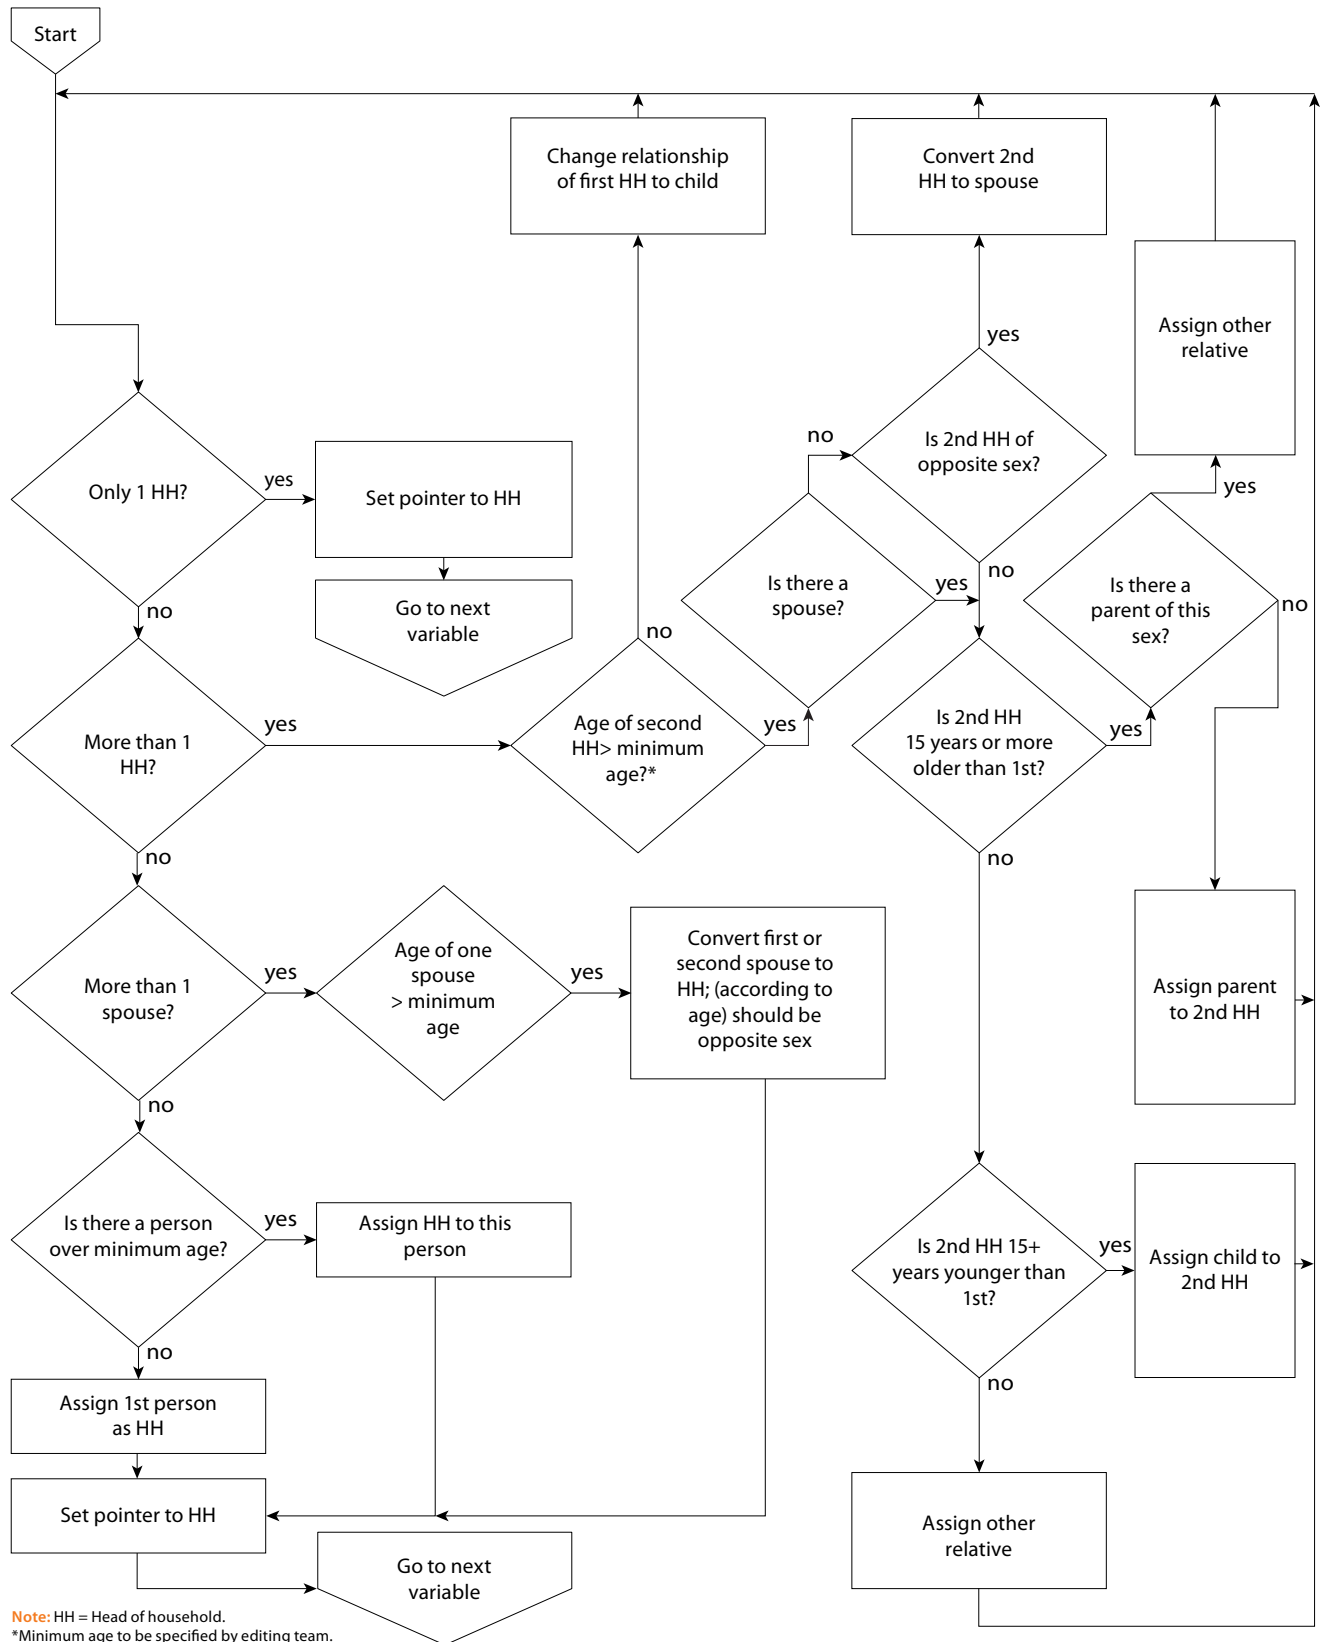 Start
Change relationship
of first HH to child
Convert 2nd
HH to spouse
Assign other
relative
yes
Is 2nd HH of
opposite sex?
no
yes
no
Only 1 HH?
yes
Set pointer to HH
Go to next
variable
no
Is there a
spouse?
yes
Is there a
parent of this
sex?
no
no
More than 1
HH?
yes
Age of second
HH> minimum
age?*
yes
Is 2nd HH
15 years or more
older than 1st?
yes
no
no
More than 1
spouse?
yes
Age of one
spouse
> minimum
age
yes
Convert first or
second spouse to
HH; (according to
age) should be
opposite sex
Assign parent
to 2nd HH
no
Is there a person
over minimum age?
yes
Assign HH to this
person
Is 2nd HH 15+
years younger than
1st?
yes
Assign child to
2nd HH
no
no
Assign 1st person
as HH
Set pointer to HH
Go to next
variable
Assign other
relative
Note: HH = Head of household.
*Minimum age to be specified by editing team.